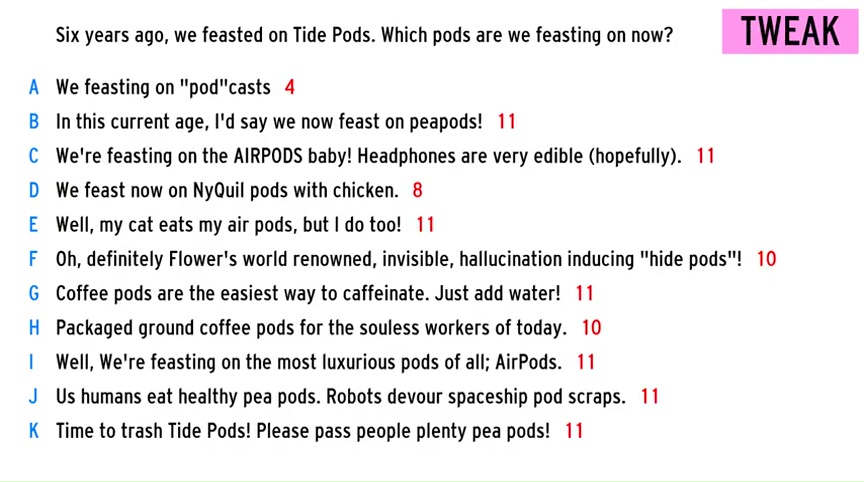 Six years ago, we feasted on Tide Pods. Which pods are we feasting on now?
TWEAK
A We feasting on "pod"casts 4
B In this current age, I'd say we now feast on peapods! 11
C We're feasting on the AIRPODS baby! Headphones are very edible (hopefully). 11
D We feast now on NyQuil pods with chicken. 8
E Well, my cat eats my air pods, but I do too! 11
F Oh, definitely Flower's world renowned, invisible, hallucination inducing "hide pods"! 10
G Coffee pods are the easiest way to caffeinate. Just add water! 11
H Packaged ground coffee pods for the souless workers of today. 10
I Well, We're feasting on the most luxurious pods of all; AirPods. 11
J Us humans eat healthy pea pods. Robots devour spaceship pod scraps. 11
K Time to trash Tide Pods! Please pass people plenty pea pods! 11